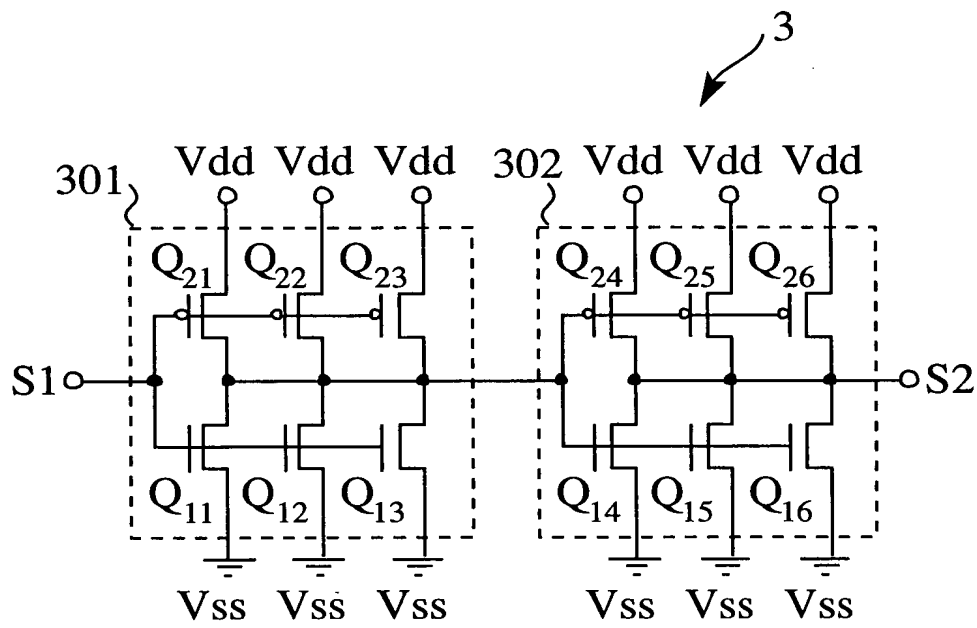 3
Vdd Vdd Vdd Vdd Vdd Vdd
301 302
Q21 Q22 Q23 Q24 Q25 Q26
S1 S2
Q11 Q12 Q13 Q14 Q15 Q16
Vss Vss Vss Vss Vss Vss